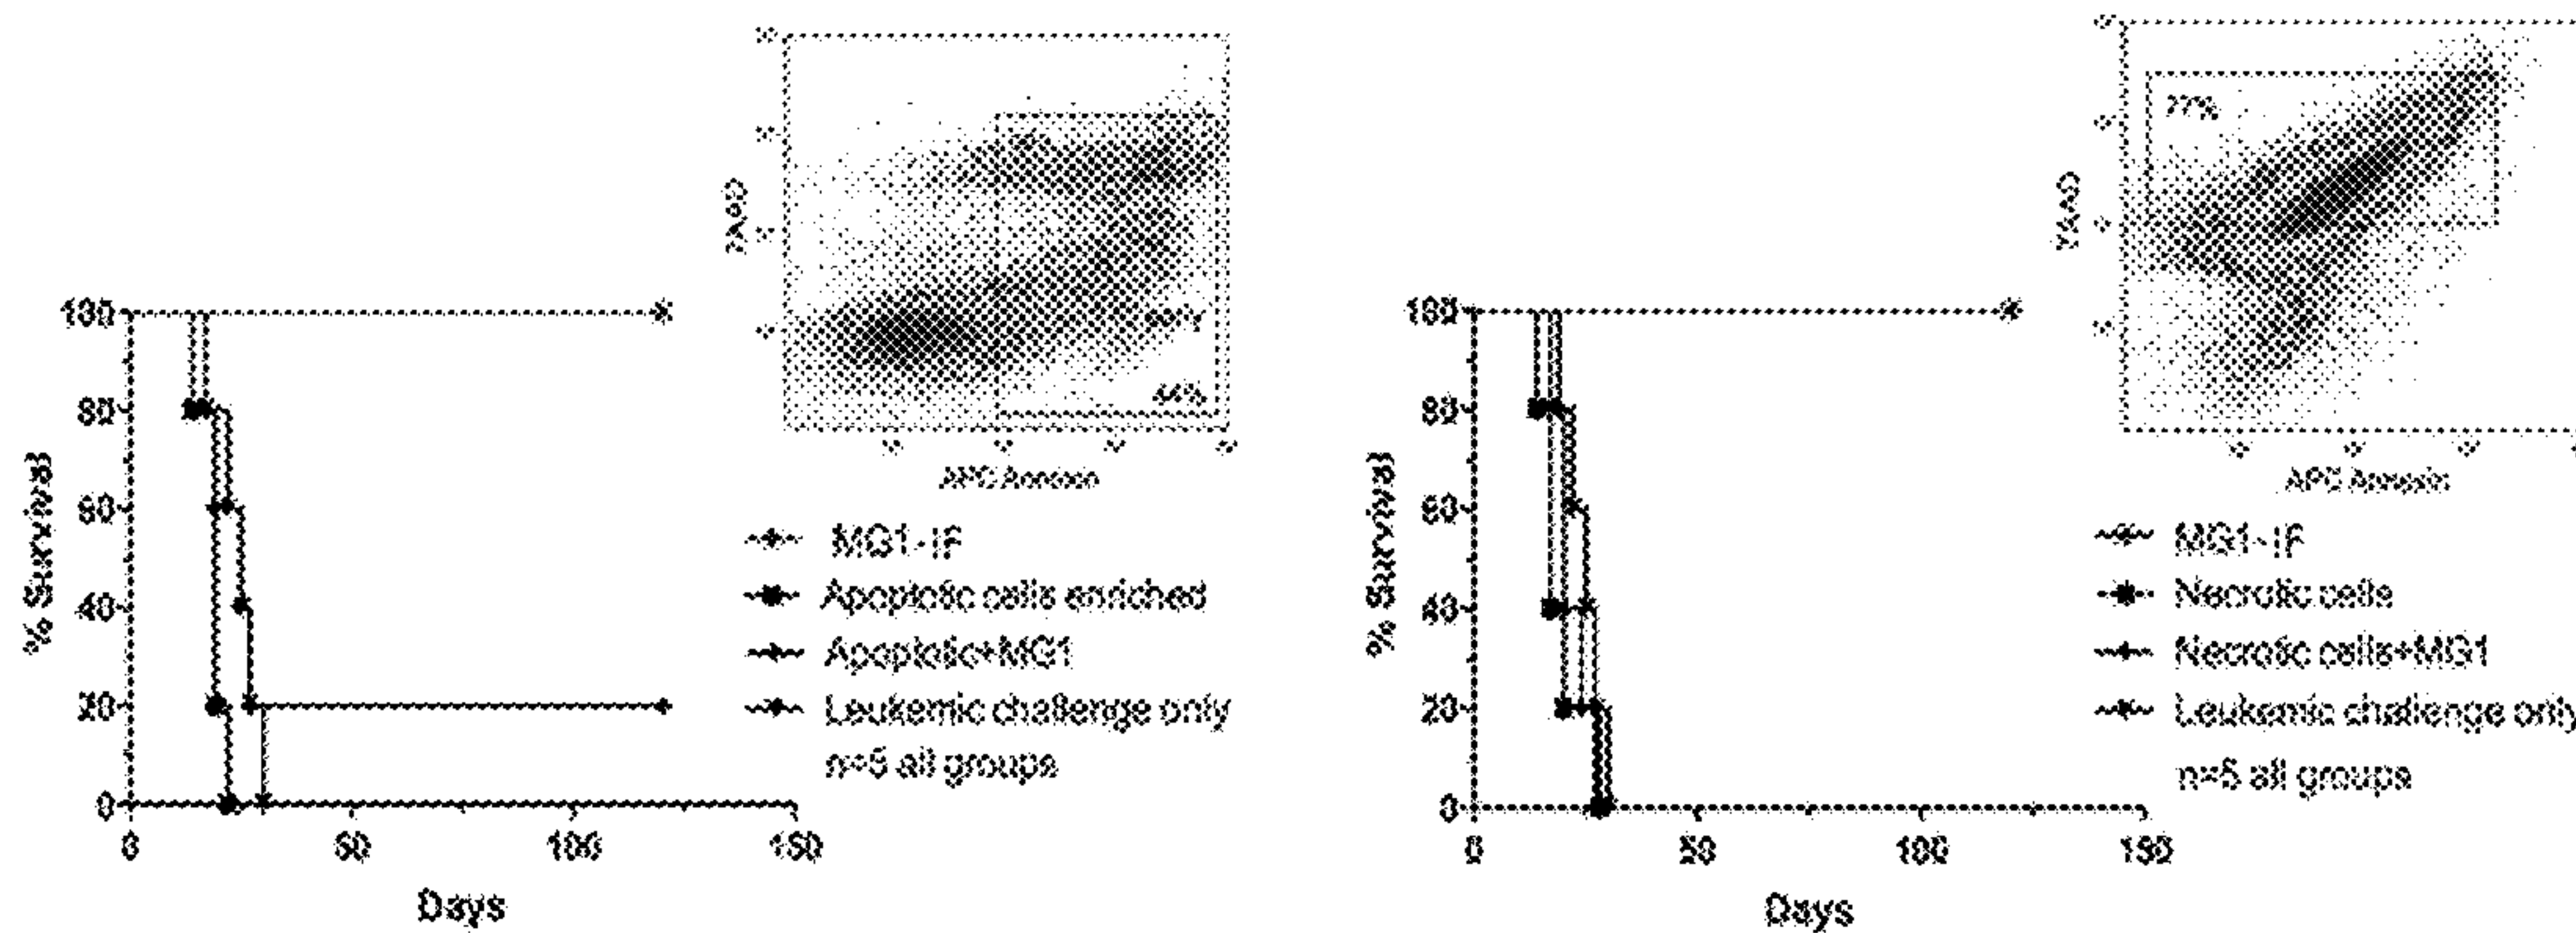 7AAD
44%
APC Annexin
% Survival
100
80
60
40
20
0
0
50
100
150
Days
MG1-IF
Apoptotic cells enriched
Apoptotic+MG1
Leukemic challenge only
n=5 all groups
77%
7AAD
APC Annexin
% Survival
100
80
60
40
20
0
0
50
100
150
Days
MG1-IF
Necrotic cells
Necrotic cells+MG1
Leukemic challenge only
n=5 all groups